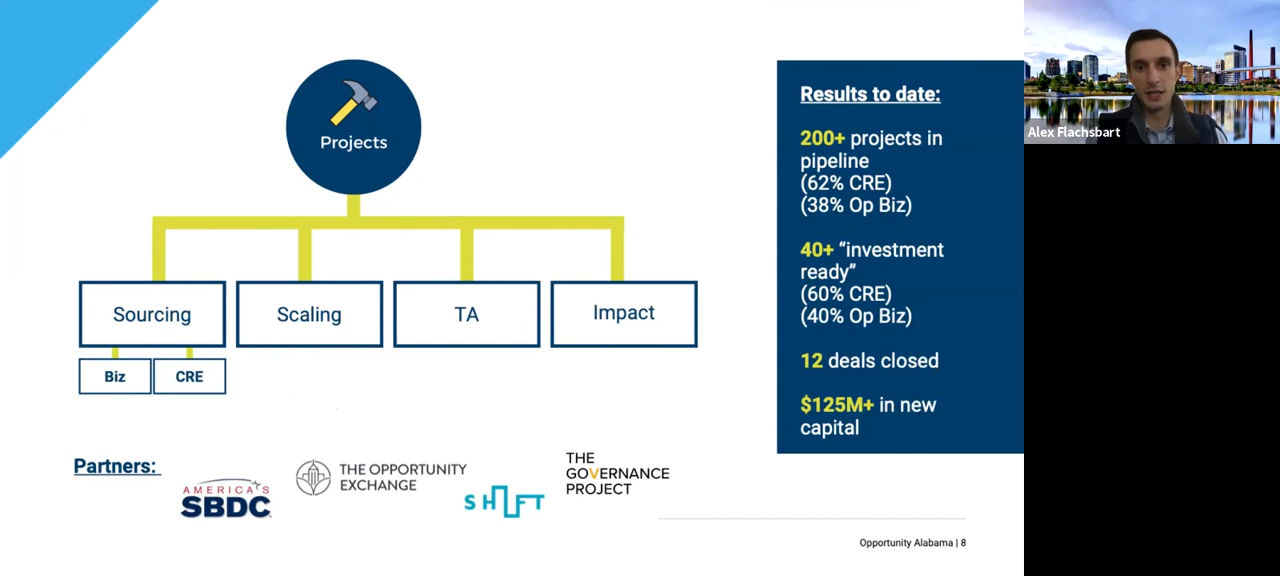 Projects
Sourcing
Scaling
TA
Impact
Biz
CRE
Partners:
AMERICA'S
SBDC
THE OPPORTUNITY
EXCHANGE
SHIFT
THE
GOVERNANCE
PROJECT
Results to date:
200+ projects in
pipeline
(62% CRE)
(38% Op Biz)
40+ “investment
ready”
(60% CRE)
(40% Op Biz)
12 deals closed
$125M+ in new
capital
Opportunity Alabama | 8
Alex Flachsbart